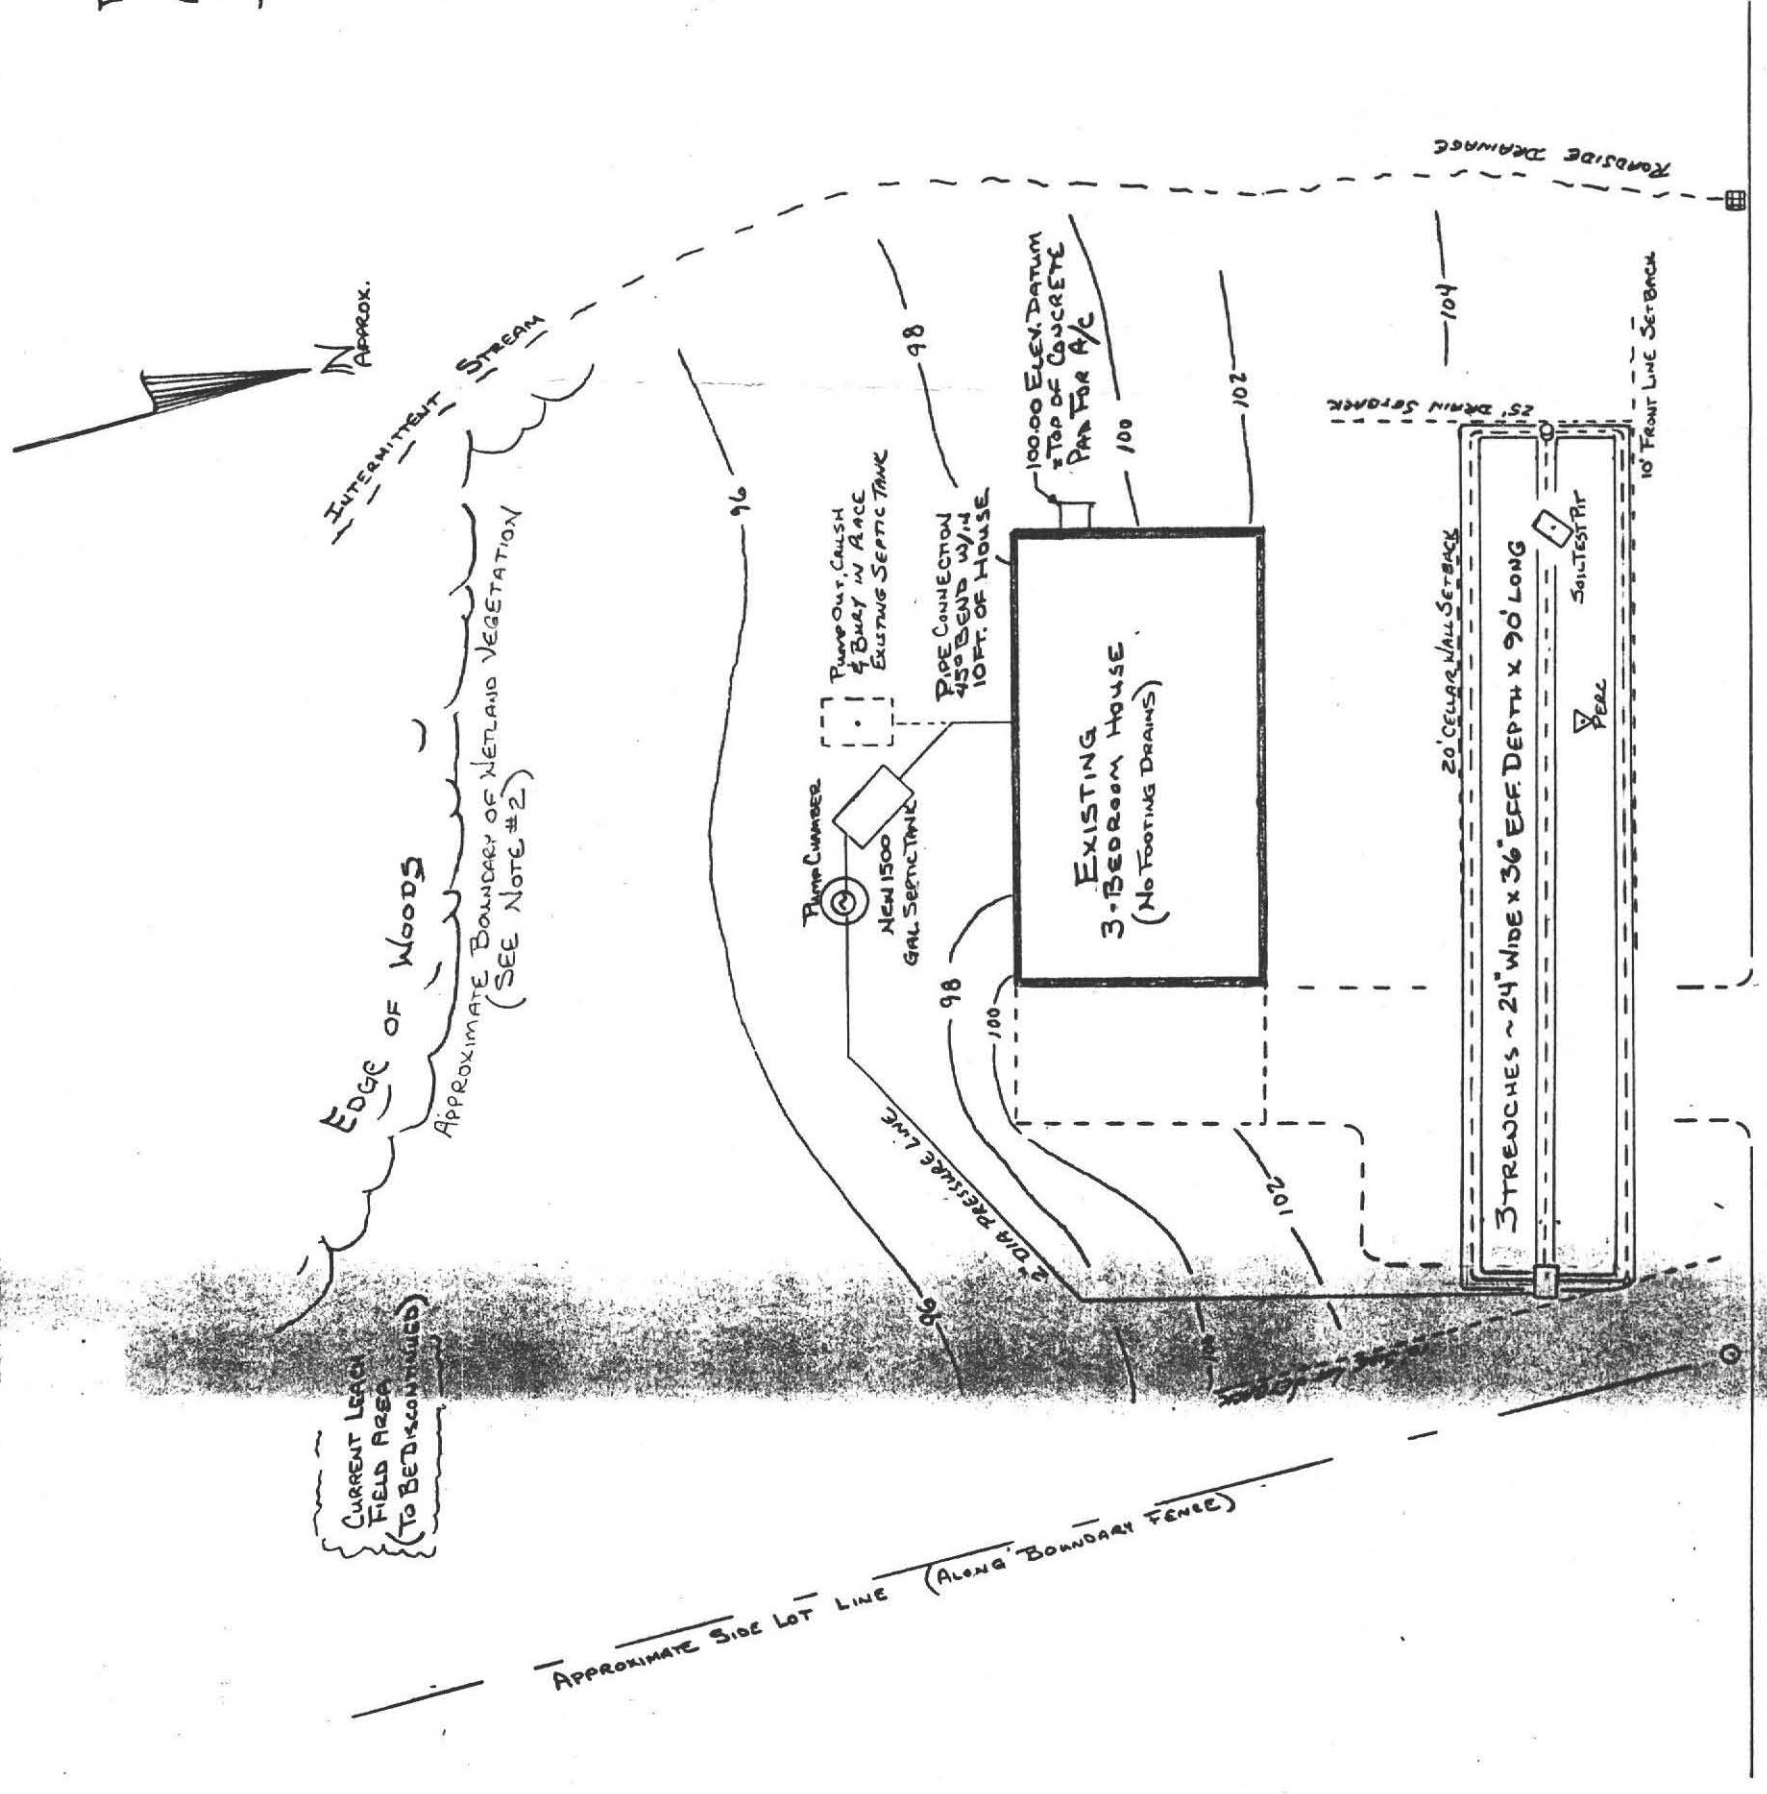 APPROX.
INTERMITTENT STREAM
ROADSIDE DRAINAGE
EDGE OF WOODS
APPROXIMATE BOUNDARY OF WETLAND VEGETATION
(SEE NOTE #2)
96
98
100.00 ELEV. DATUM
= TOP OF CONCRETE
PAD FOR A/C
100
102
104
25' DRAIN SETBACK
10' FRONT LINE SETBACK
PUMP OUT, CRUSH
& BURY IN PLACE
EXISTING SEPTIC TANK
PIPE CONNECTION
45° BEND W/IN
10 FT. OF HOUSE
PUMP CHAMBER
NEW 1500
GAL. SEPTIC TANK
EXISTING
3-BEDROOM HOUSE
(NO FOOTING DRAINS)
20' CELLAR WALL SETBACK
3 TRENCHES ~ 24" WIDE x 36" EFF. DEPTH x 90' LONG
SOIL TEST PIT
PERC
98
100
2" DIA PRESSURE LINE
102
96
100
CURRENT LEACH
FIELD AREA
(TO BE DISCONTINUED)
APPROXIMATE SIDE LOT LINE (ALONG BOUNDARY FENCE)